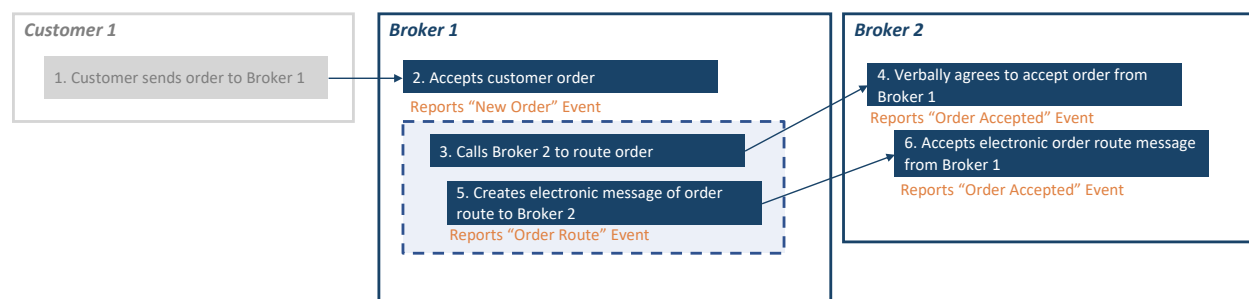 Customer 1
1. Customer sends order to Broker 1
Broker 1
2. Accepts customer order
Reports “New Order” Event
3. Calls Broker 2 to route order
5. Creates electronic message of order
route to Broker 2
Reports “Order Route” Event
Broker 2
4. Verbally agrees to accept order from
Broker 1
Reports “Order Accepted” Event
6. Accepts electronic order route message
from Broker 1
Reports “Order Accepted” Event